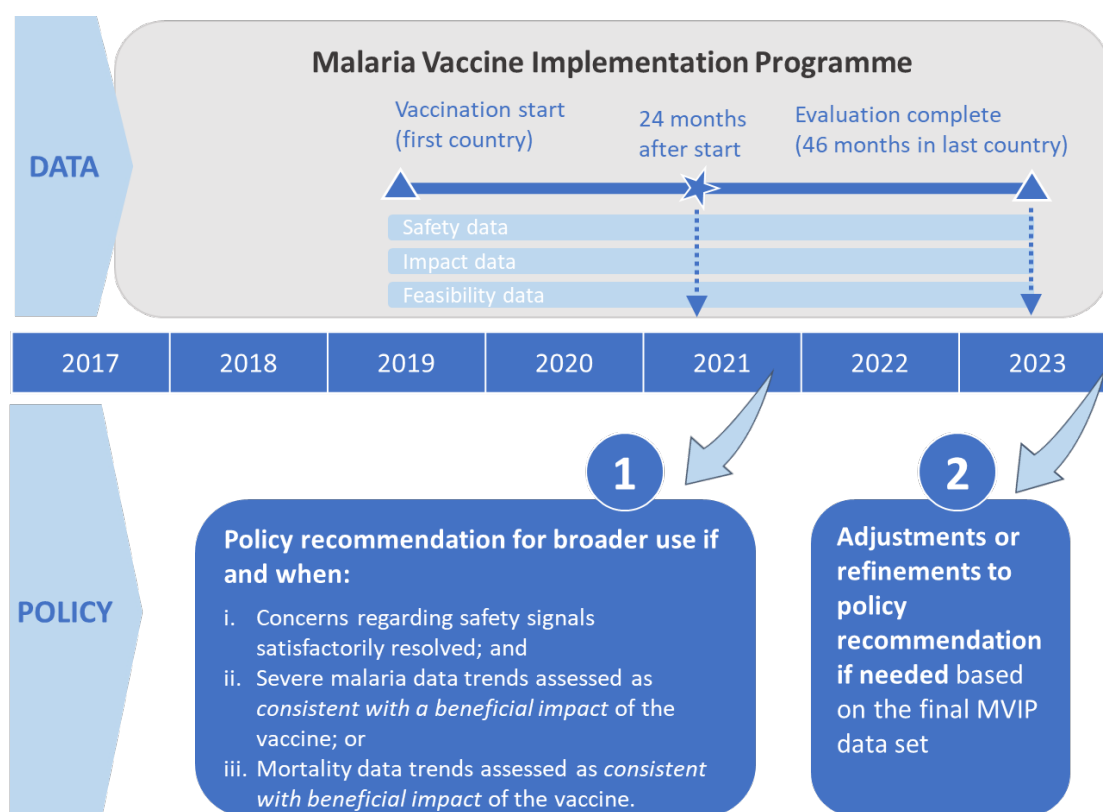 Malaria Vaccine Implementation Programme
Vaccination start
(first country)
24 months
after start
Evaluation complete
(46 months in last country)
DATA
Safety data
Impact data
Feasibility data
2017 2018 2019 2020 2021 2022 2023
POLICY
1
Policy recommendation for broader use if
and when:
i. Concerns regarding safety signals
satisfactorily resolved; and
ii. Severe malaria data trends assessed as
consistent with a beneficial impact of the
vaccine; or
iii. Mortality data trends assessed as consistent
with beneficial impact of the vaccine.
2
Adjustments or
refinements to
policy
recommendation
if needed based
on the final MVIP
data set